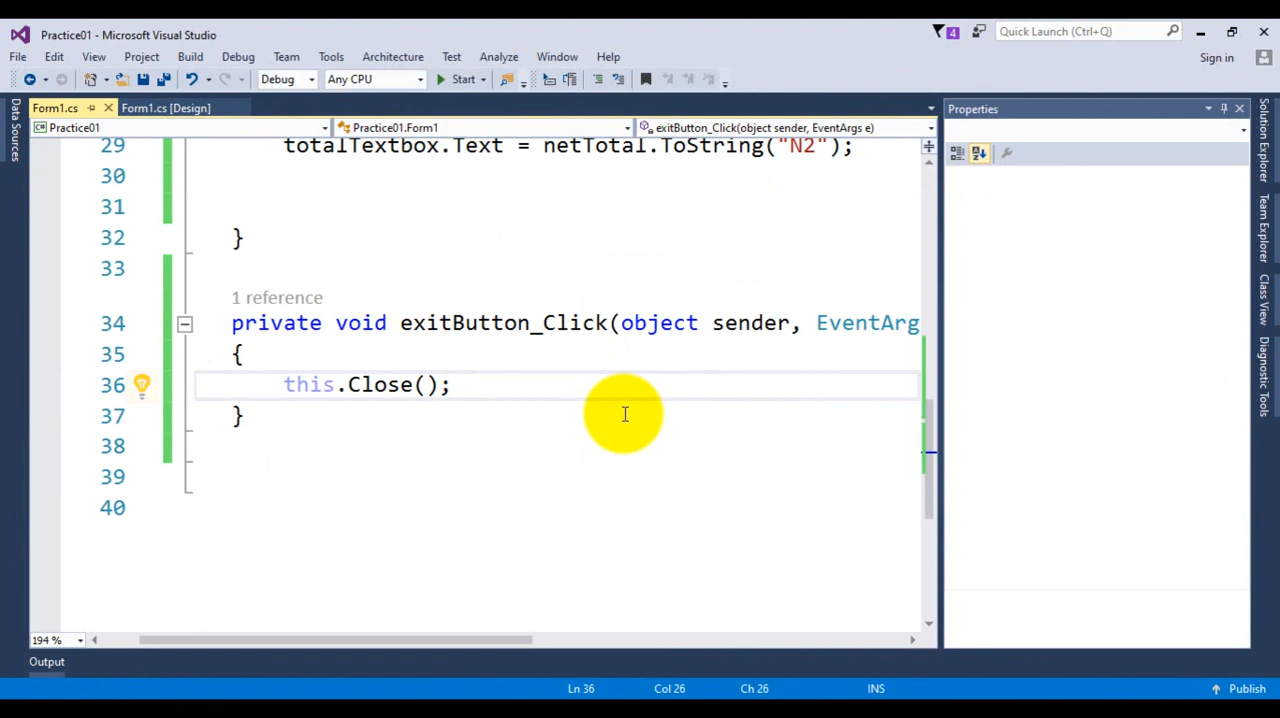 Practice01 - Microsoft Visual Studio
4
Quick Launch (Ctrl+Q)
File Edit View Project Build Debug Team Tools Architecture Test Analyze Window Help
Sign in
Debug Any CPU Start
Data Sources
Form1.cs Form1.cs [Design]
Properties
Practice01 Practice01.Form1 exitButton_Click(object sender, EventArgs e)
29 totalTextbox.Text = netTotal.ToString("N2");
30
31
32 }
33
1 reference
34 private void exitButton_Click(object sender, EventArg
35 {
36 this.Close();
37 }
38
39
40
Solution Explorer
Team Explorer
Class View
Diagnostic Tools
194 %
Output
Ln 36 Col 26 Ch 26 INS Publish